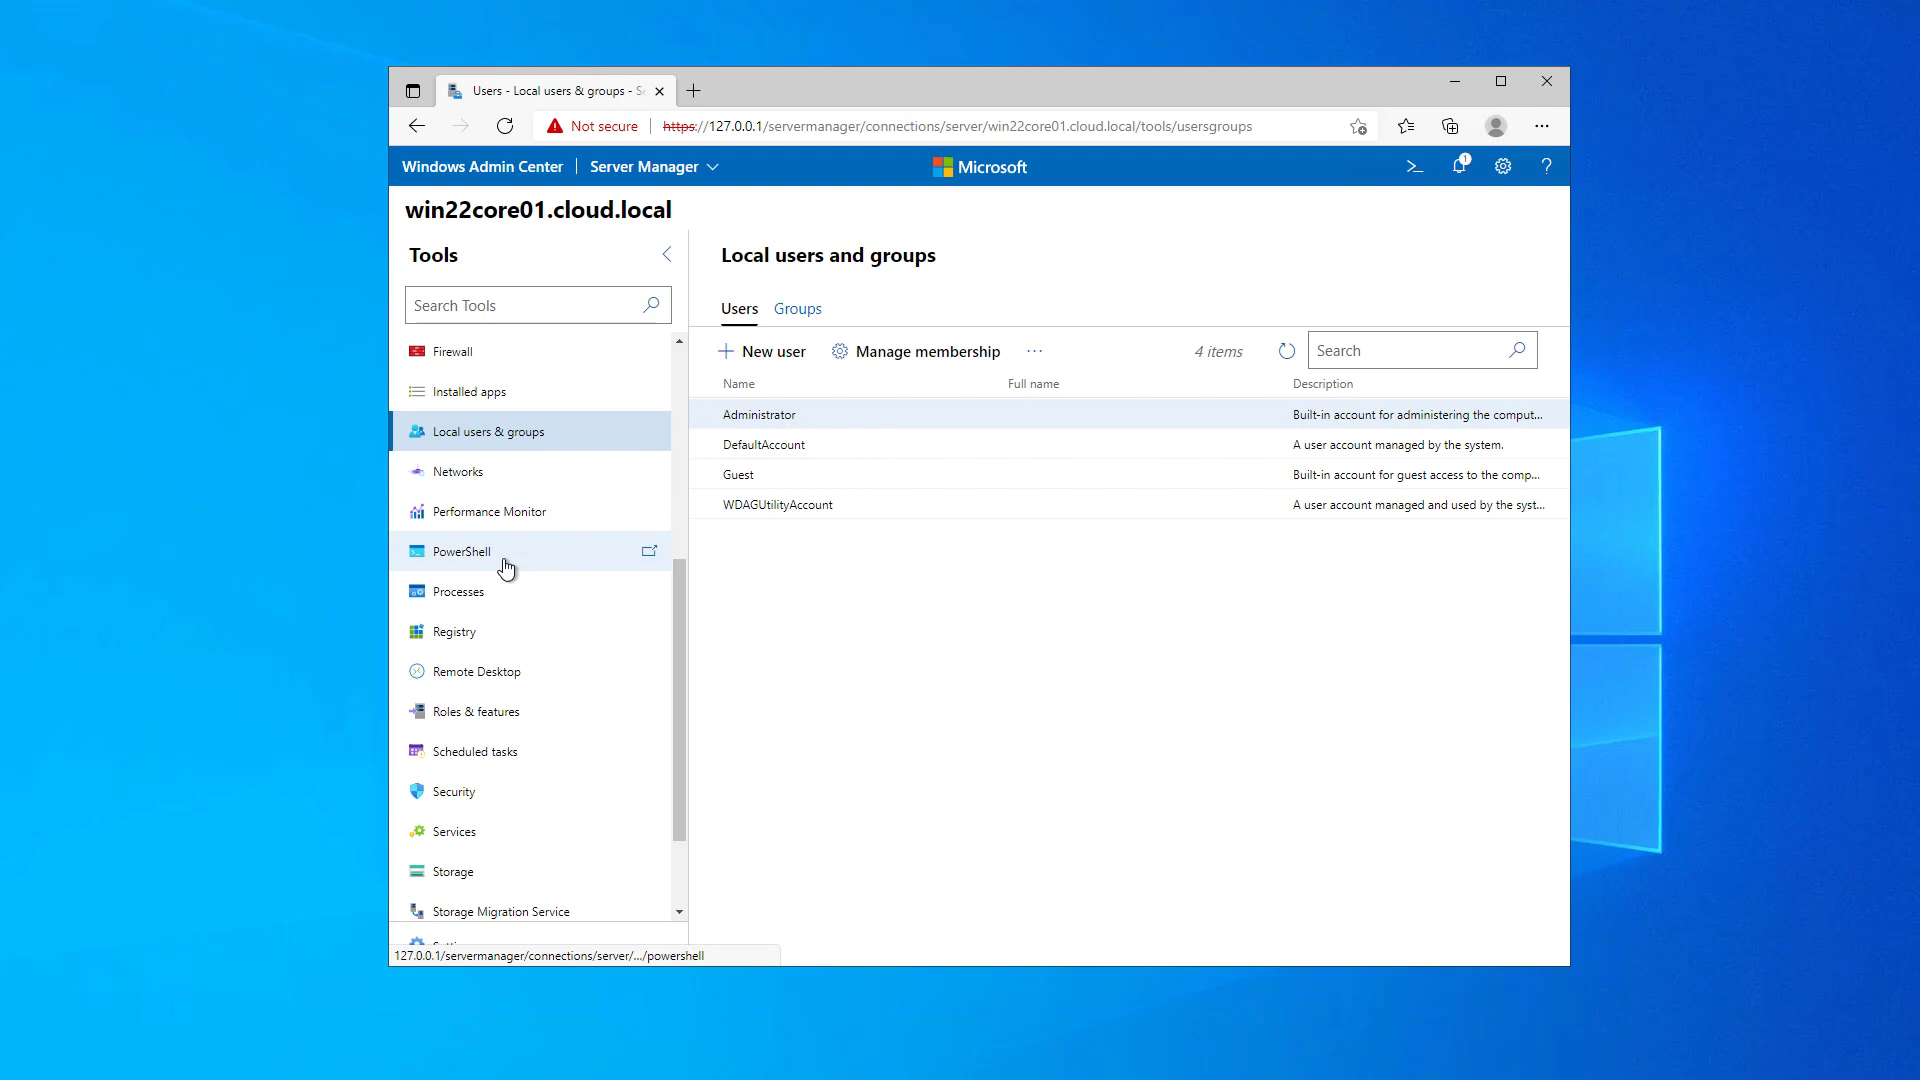 Users - Local users & groups - Se
Not secure
https://127.0.0.1/servermanager/connections/server/win22core01.cloud.local/tools/usersgroups
Windows Admin Center
Server Manager
Microsoft
1
win22core01.cloud.local
Tools
Search Tools
Firewall
Installed apps
Local users & groups
Networks
Performance Monitor
PowerShell
Processes
Registry
Remote Desktop
Roles & features
Scheduled tasks
Security
Services
Storage
Storage Migration Service
127.0.0.1/servermanager/connections/server/.../powershell
Local users and groups
Users Groups
New user Manage membership ... 4 items Search
Name Full name Description
Administrator Built-in account for administering the comput...
DefaultAccount A user account managed by the system.
Guest Built-in account for guest access to the comp...
WDAGUtilityAccount A user account managed and used by the syst...